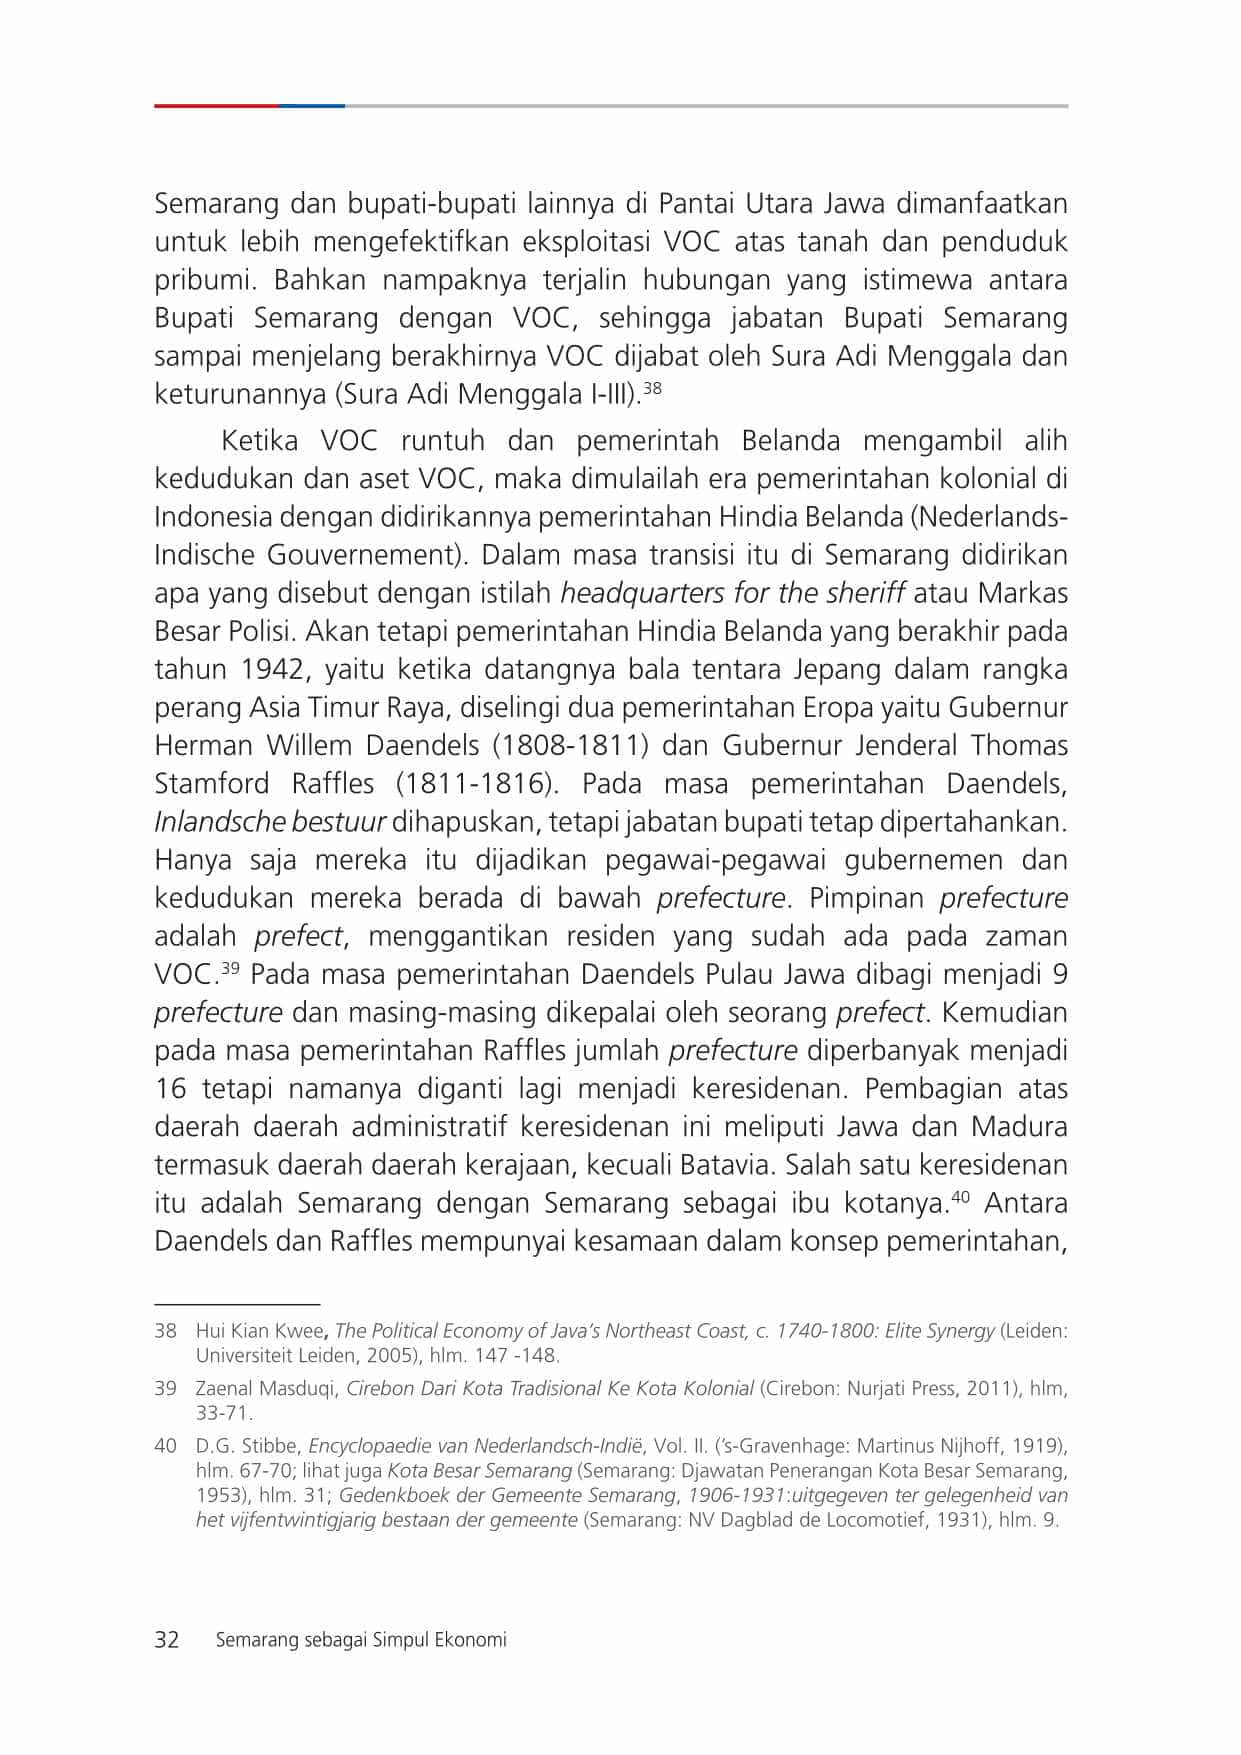 Semarang dan bupati-bupati lainnya di Pantai Utara Jawa dimanfaatkan
untuk lebih mengefektifkan eksploitasi VOC atas tanah dan penduduk
pribumi. Bahkan nampaknya terjalin hubungan yang istimewa antara
Bupati Semarang dengan VOC, sehingga jabatan Bupati Semarang
sampai menjelang berakhirnya VOC dijabat oleh Sura Adi Menggala dan
keturunannya (Sura Adi Menggala I-III).38
Ketika VOC runtuh dan pemerintah Belanda mengambil alih
kedudukan dan aset VOC, maka dimulailah era pemerintahan kolonial di
Indonesia dengan didirikannya pemerintahan Hindia Belanda (Nederlands-
Indische Gouvernement). Dalam masa transisi itu di Semarang didirikan
apa yang disebut dengan istilah headquarters for the sheriff atau Markas
Besar Polisi. Akan tetapi pemerintahan Hindia Belanda yang berakhir pada
tahun 1942, yaitu ketika datangnya bala tentara Jepang dalam rangka
perang Asia Timur Raya, diselingi dua pemerintahan Eropa yaitu Gubernur
Herman Willem Daendels (1808-1811) dan Gubernur Jenderal Thomas
Stamford Raffles (1811-1816). Pada masa pemerintahan Daendels,
Inlandsche bestuur dihapuskan, tetapi jabatan bupati tetap dipertahankan.
Hanya saja mereka itu dijadikan pegawai-pegawai gubernemen dan
kedudukan mereka berada di bawah prefecture. Pimpinan prefecture
adalah prefect, menggantikan residen yang sudah ada pada zaman
VOC.39 Pada masa pemerintahan Daendels Pulau Jawa dibagi menjadi 9
prefecture dan masing-masing dikepalai oleh seorang prefect. Kemudian
pada masa pemerintahan Raffles jumlah prefecture diperbanyak menjadi
16 tetapi namanya diganti lagi menjadi keresidenan. Pembagian atas
daerah daerah administratif keresidenan ini meliputi Jawa dan Madura
termasuk daerah daerah kerajaan, kecuali Batavia. Salah satu keresidenan
itu adalah Semarang dengan Semarang sebagai ibu kotanya.40 Antara
Daendels dan Raffles mempunyai kesamaan dalam konsep pemerintahan,
38 Hui Kian Kwee, The Political Economy of Java's Northeast Coast, c. 1740-1800: Elite Synergy (Leiden:
Universiteit Leiden, 2005), hlm. 147 -148.
39 Zaenal Masduqi, Cirebon Dari Kota Tradisional Ke Kota Kolonial (Cirebon: Nurjati Press, 2011), hlm,
33-71.
40 D.G. Stibbe, Encyclopaedie van Nederlandsch-Indië, Vol. II. ('s-Gravenhage: Martinus Nijhoff, 1919),
hlm. 67-70; lihat juga Kota Besar Semarang (Semarang: Djawatan Penerangan Kota Besar Semarang,
1953), hlm. 31; Gedenkboek der Gemeente Semarang, 1906-1931:uitgegeven ter gelegenheid van
het vijfentwintigjarig bestaan der gemeente (Semarang: NV Dagblad de Locomotief, 1931), hlm. 9.
32 Semarang sebagai Simpul Ekonomi